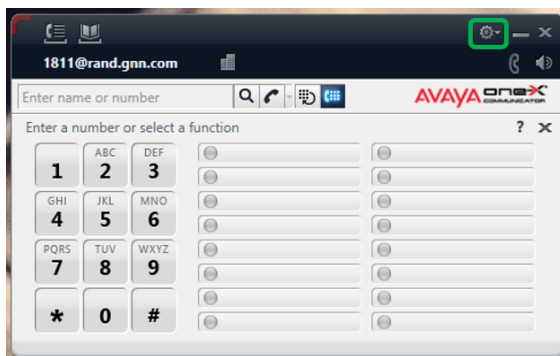 1811@rand.gnn.com
Enter name or number
AVAYA one-X
COMMUNICATOR
Enter a number or select a function ? x
1 ABC 2 DEF 3
GHI 4 JKL 5 MNO 6
PQRS 7 TUV 8 WXYZ 9
* 0 #